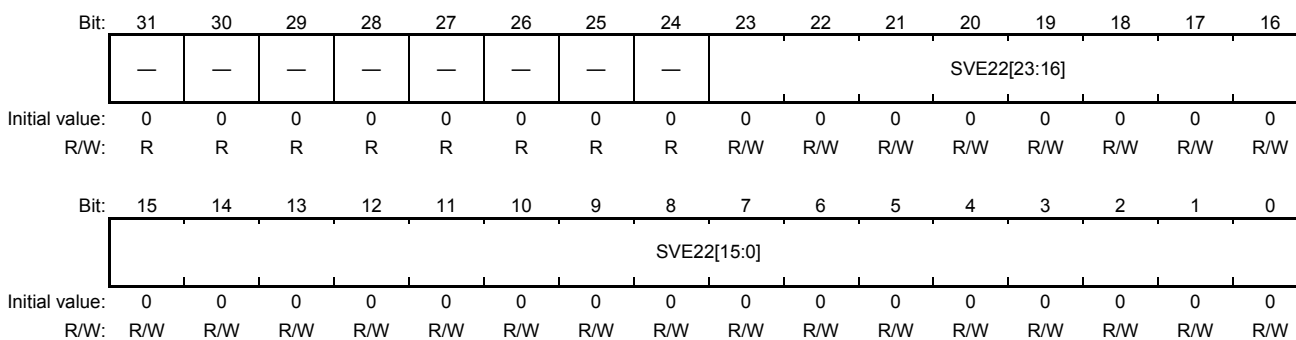 Bit: 31 30 29 28 27 26 25 24 23 22 21 20 19 18 17 16
— — — — — — — — SVE22[23:16]
Initial value: 0 0 0 0 0 0 0 0 0 0 0 0 0 0 0 0
R/W: R R R R R R R R R/W R/W R/W R/W R/W R/W R/W R/W
Bit: 15 14 13 12 11 10 9 8 7 6 5 4 3 2 1 0
SVE22[15:0]
Initial value: 0 0 0 0 0 0 0 0 0 0 0 0 0 0 0 0
R/W: R/W R/W R/W R/W R/W R/W R/W R/W R/W R/W R/W R/W R/W R/W R/W R/W